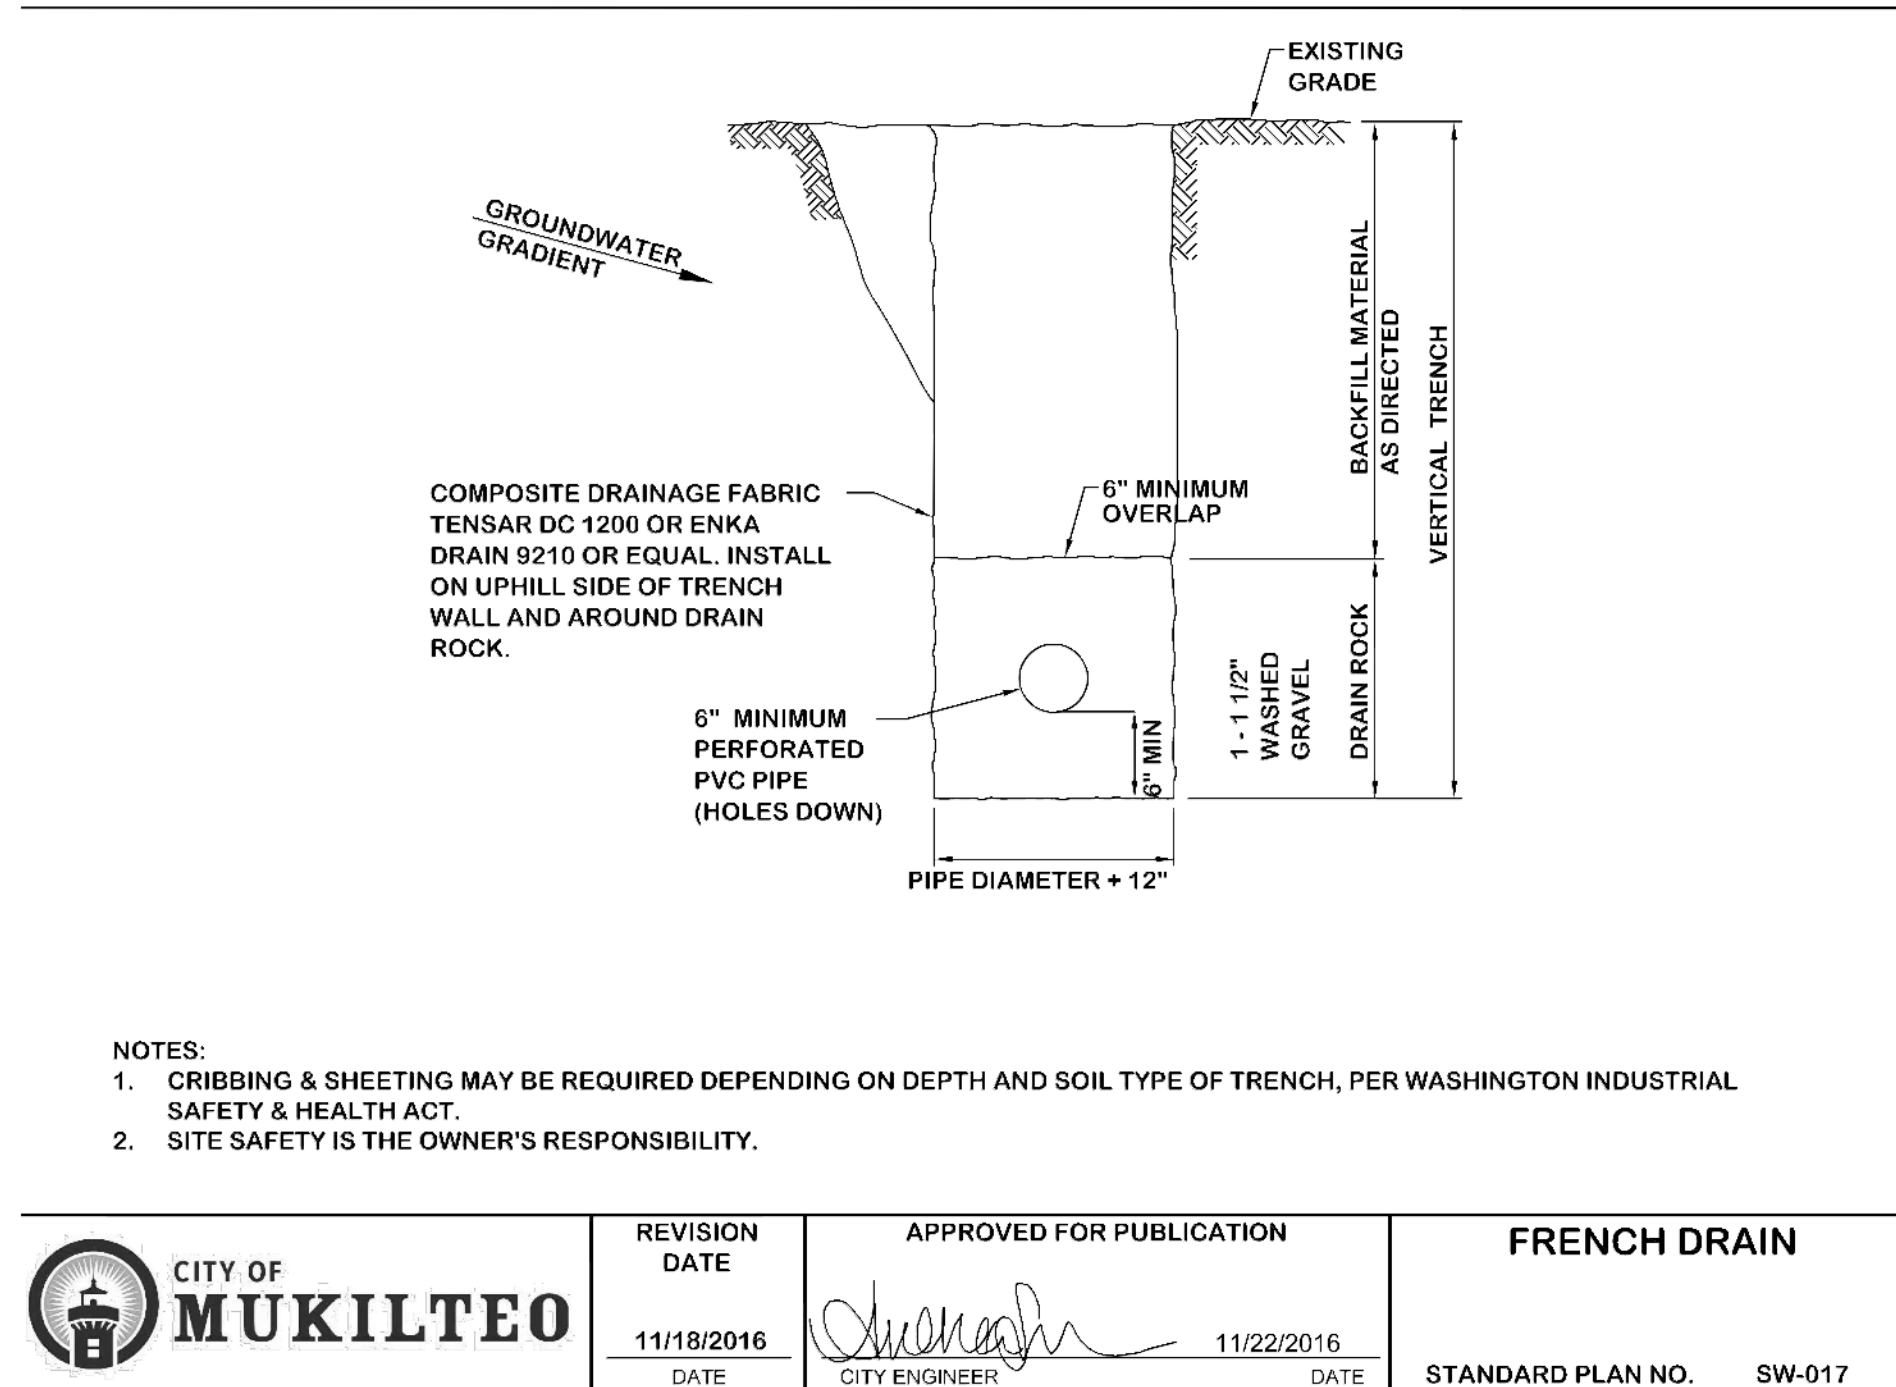 EXISTING
GRADE
GROUNDWATER
GRADIENT
BACKFILL MATERIAL
AS DIRECTED
VERTICAL TRENCH
COMPOSITE DRAINAGE FABRIC
TENSAR DC 1200 OR ENKA
DRAIN 9210 OR EQUAL. INSTALL
ON UPHILL SIDE OF TRENCH
WALL AND AROUND DRAIN
ROCK.
6" MINIMUM
OVERLAP
6" MINIMUM
PERFORATED
PVC PIPE
(HOLES DOWN)
6" MIN
1 - 1 1/2"
WASHED
GRAVEL
DRAIN ROCK
PIPE DIAMETER + 12"
NOTES:
1. CRIBBING & SHEETING MAY BE REQUIRED DEPENDING ON DEPTH AND SOIL TYPE OF TRENCH, PER WASHINGTON INDUSTRIAL
SAFETY & HEALTH ACT.
2. SITE SAFETY IS THE OWNER'S RESPONSIBILITY.
CITY OF
MUKILTEO
REVISION
DATE
11/18/2016
DATE
APPROVED FOR PUBLICATION
11/22/2016
CITY ENGINEER DATE
FRENCH DRAIN
STANDARD PLAN NO. SW-017